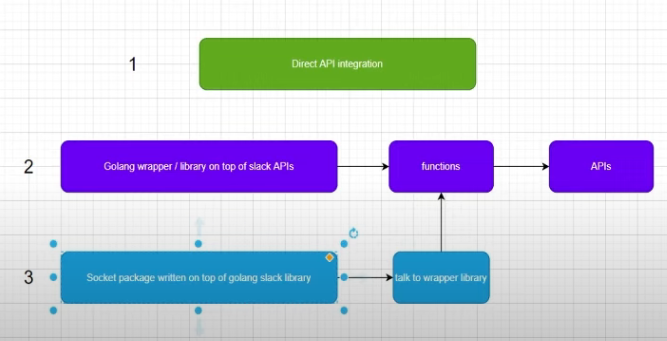 1
Direct API integration
2
Golang wrapper / library on top of slack APIs
functions
APIs
3
Socket package written on top of golang slack library
talk to wrapper library